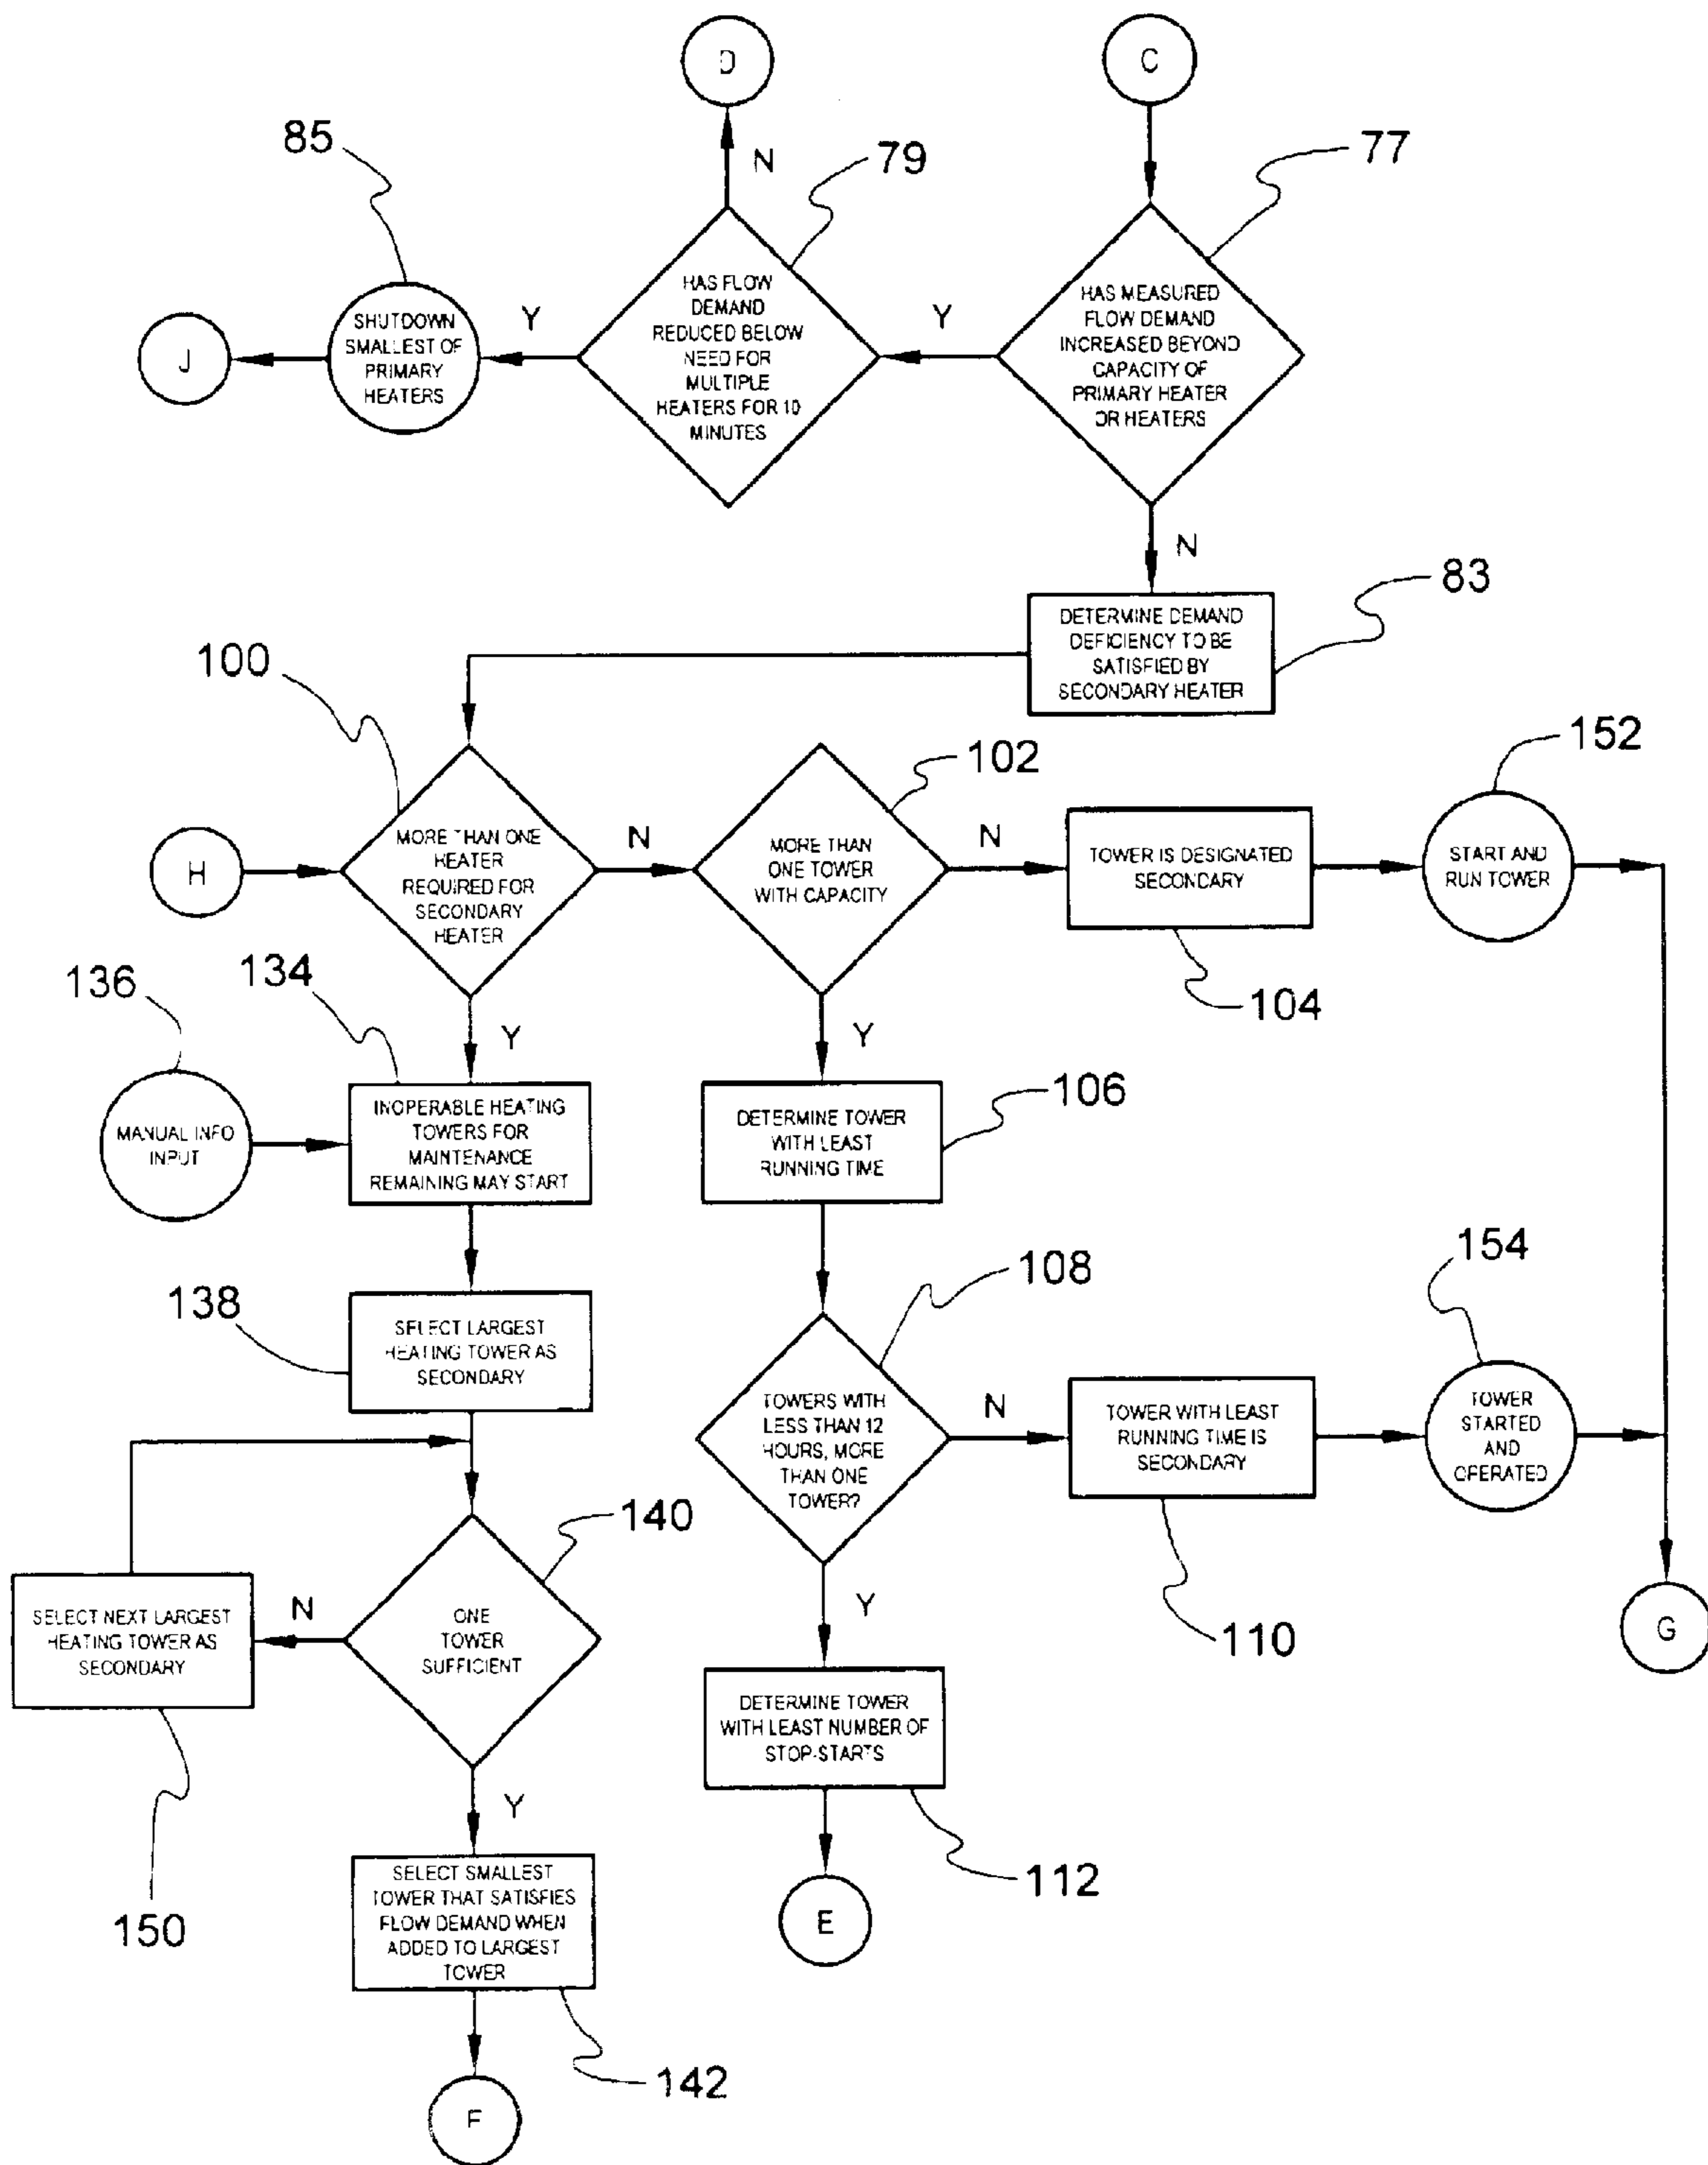 D
C
85
N
79
77
HAS FLOW
DEMAND
REDUCED BELOW
NEED FOR
MULTIPLE
HEATERS FOR 10
MINUTES
HAS MEASURED
FLOW DEMAND
INCREASED BEYOND
CAPACITY OF
PRIMARY HEATER
OR HEATERS
Y
Y
SHUTDOWN
SMALLEST OF
PRIMARY
HEATERS
J
N
83
DETERMINE DEMAND
DEFICIENCY TO BE
SATISFIED BY
SECONDARY HEATER
100
102
152
H
MORE THAN ONE
HEATER
REQUIRED FOR
SECONDARY
HEATER
N
MORE THAN
ONE TOWER
WITH CAPACITY
N
TOWER IS DESIGNATED
SECONDARY
START AND
RUN TOWER
136
134
104
Y
Y
MANUAL INFO
INPUT
INOPERABLE HEATING
TOWERS FOR
MAINTENANCE
REMAINING MAY START
DETERMINE TOWER
WITH LEAST
RUNNING TIME
106
138
SELECT LARGEST
HEATING TOWER AS
SECONDARY
108
154
TOWERS WITH
LESS THAN 12
HOURS, MORE
THAN ONE
TOWER?
N
TOWER WITH LEAST
RUNNING TIME IS
SECONDARY
TOWER
STARTED
AND
OPERATED
140
SELECT NEXT LARGEST
HEATING TOWER AS
SECONDARY
N
ONE
TOWER
SUFFICIENT
Y
110
G
DETERMINE TOWER
WITH LEAST NUMBER OF
STOP-STARTS
150
Y
112
SELECT SMALLEST
TOWER THAT SATISFIES
FLOW DEMAND WHEN
ADDED TO LARGEST
TOWER
E
142
F